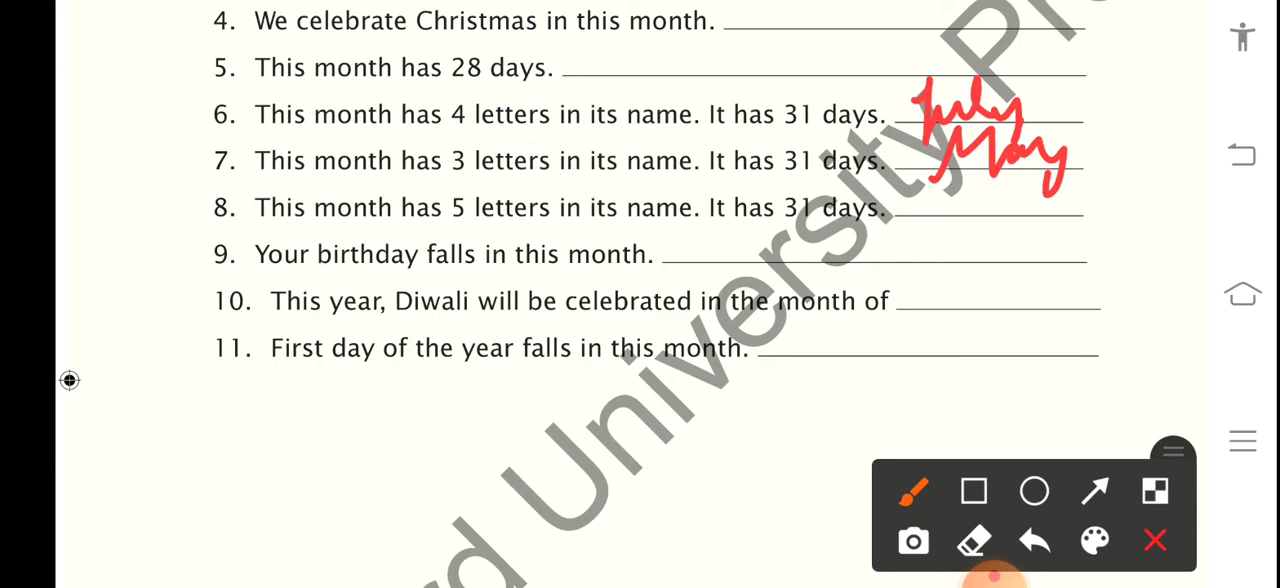 4. We celebrate Christmas in this month.
5. This month has 28 days.
6. This month has 4 letters in its name. It has 31 days. July
7. This month has 3 letters in its name. It has 31 days. May
8. This month has 5 letters in its name. It has 31 days.
9. Your birthday falls in this month.
10. This year, Diwali will be celebrated in the month of
11. First day of the year falls in this month.
University